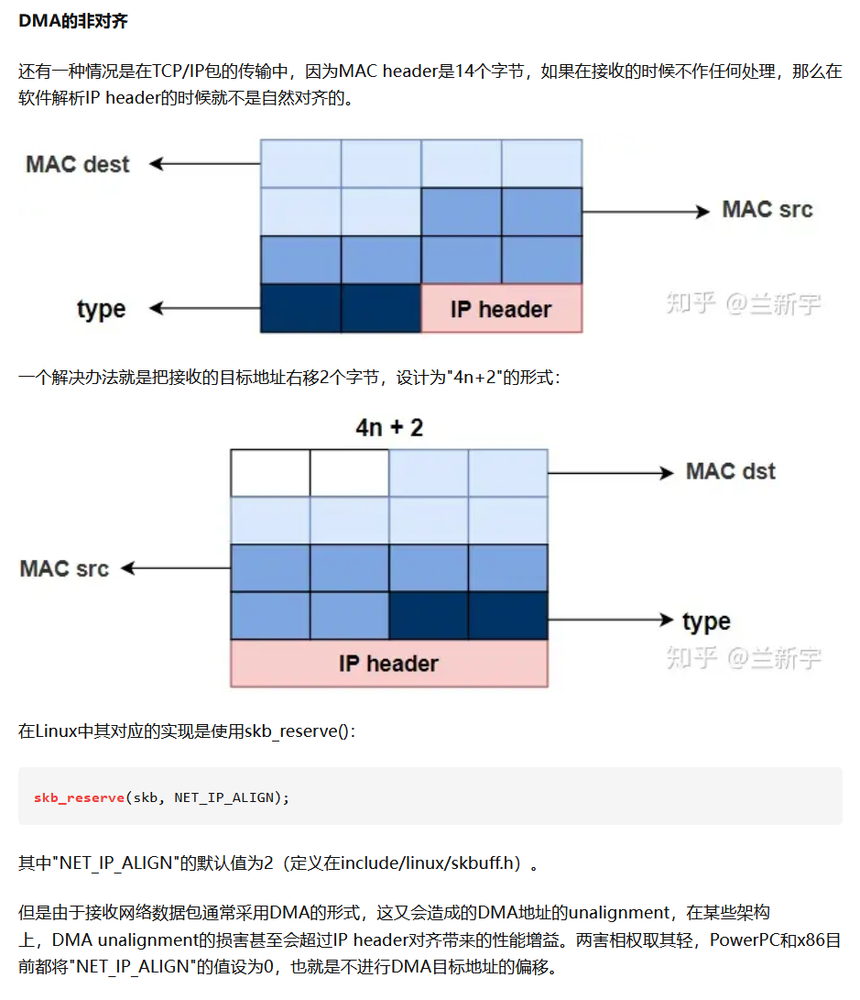 DMA的非对齐
还有一种情况是在TCP/IP包的传输中，因为MAC header是14个字节，如果在接收的时候不作任何处理，那么在
软件解析IP header的时候就不是自然对齐的。
MAC dest
MAC src
type
IP header
知乎 @兰新宇
一个解决办法就是把接收的目标地址右移2个字节，设计为"4n+2"的形式：
4n + 2
MAC dst
MAC src
type
知乎 @兰新宇
IP header
在Linux中其对应的实现是使用skb_reserve()：
skb_reserve(skb, NET_IP_ALIGN);
其中"NET_IP_ALIGN"的默认值为2（定义在include/linux/skbuff.h）。
但是由于接收网络数据包通常采用DMA的形式，这又会造成的DMA地址的unalignment，在某些架构
上，DMA unalignment的损害甚至会超过IP header对齐带来的性能增益。两害相权取其轻，PowerPC和x86目
前都将"NET_IP_ALIGN"的值设为0，也就是不进行DMA目标地址的偏移。